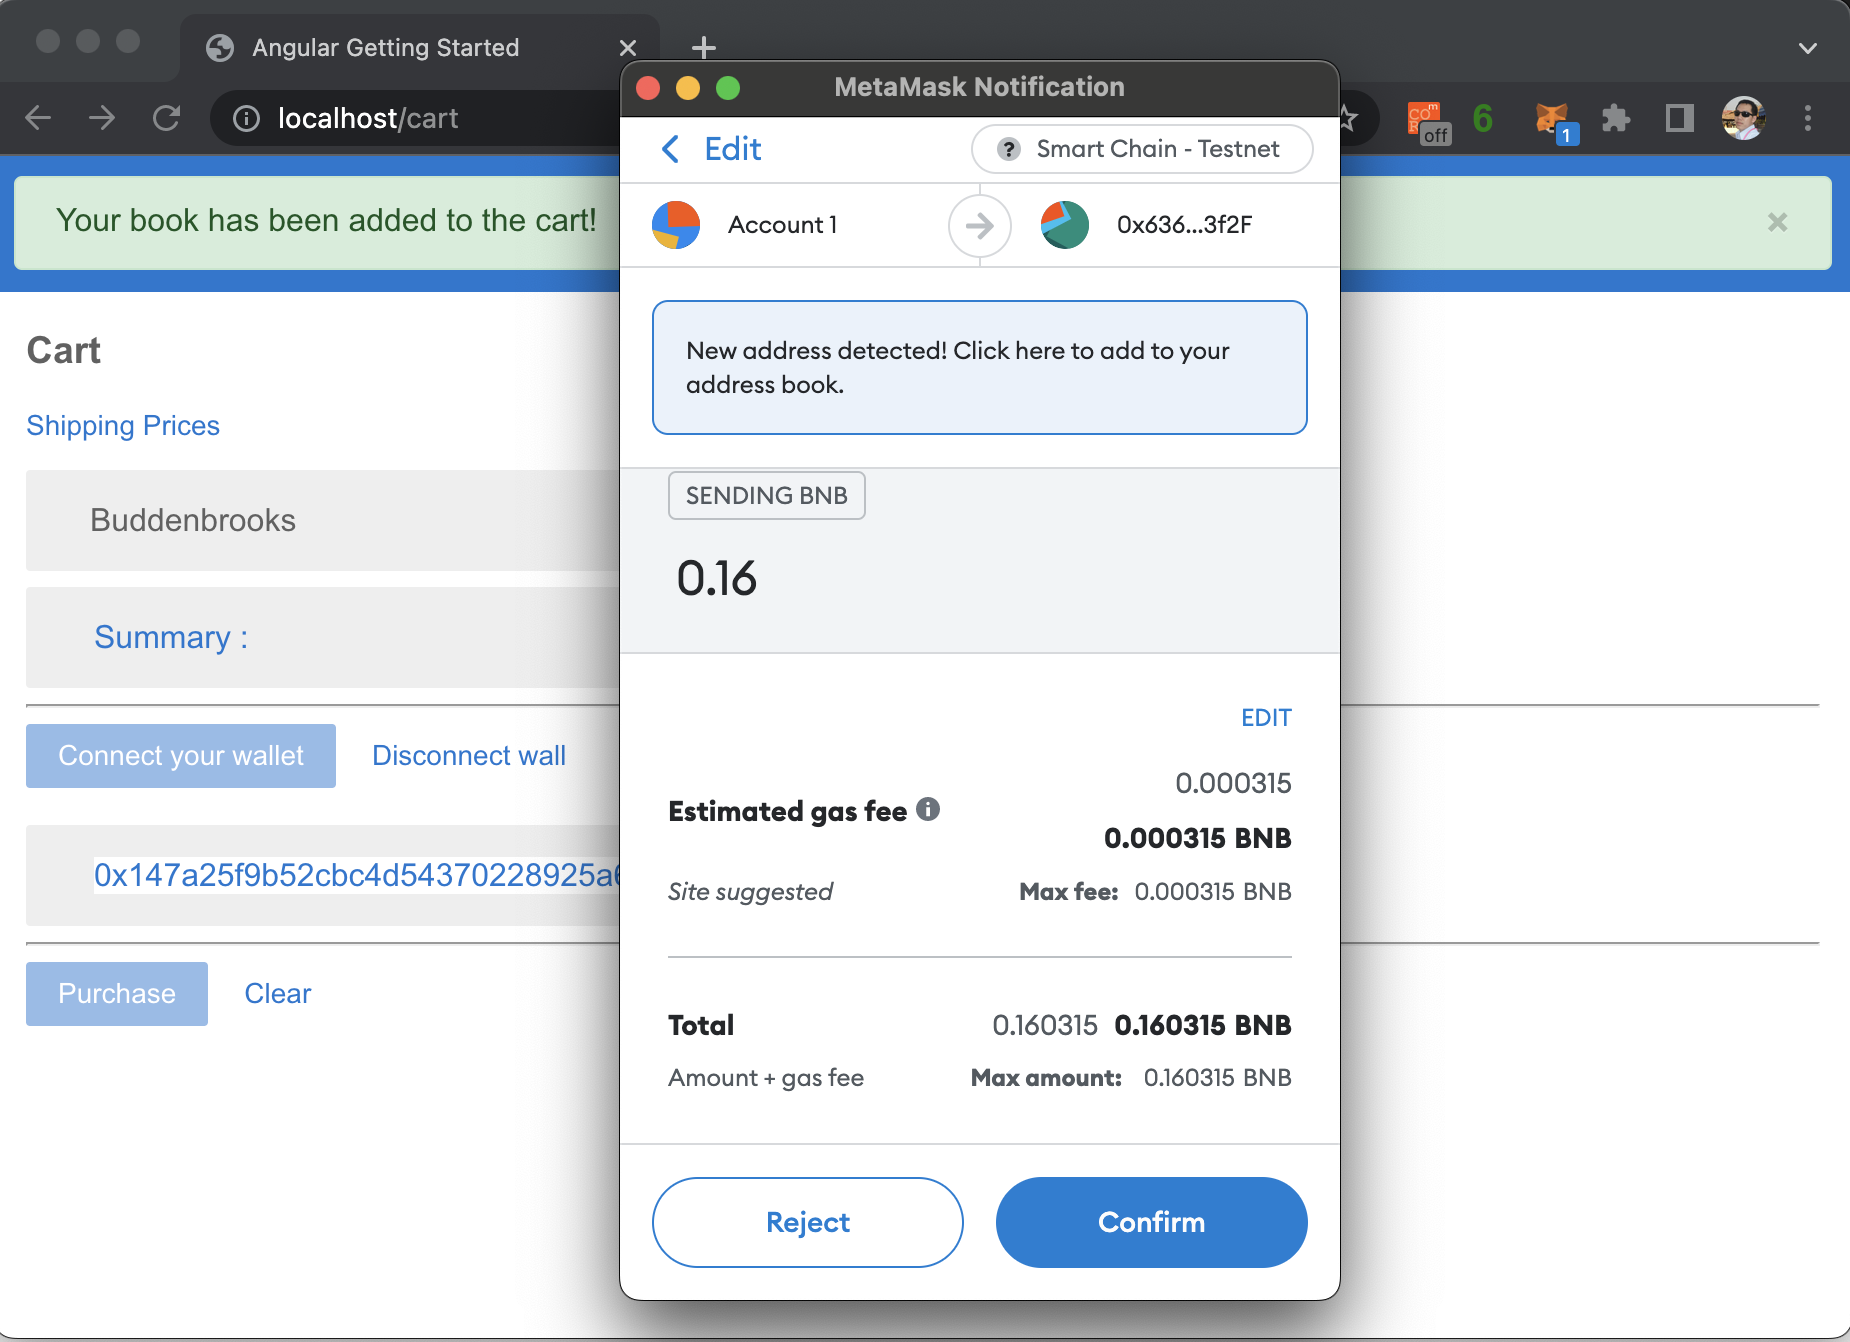 Angular Getting Started
localhost/cart
off
6
1
Your book has been added to the cart!
Cart
Shipping Prices
Buddenbrooks
Summary :
Connect your wallet
Disconnect wall
0x147a25f9b52cbc4d54370228925a
Purchase
Clear
MetaMask Notification
Edit
Smart Chain - Testnet
Account 1
0x636...3f2F
New address detected! Click here to add to your
address book.
SENDING BNB
0.16
EDIT
0.000315
Estimated gas fee
0.000315 BNB
Site suggested
Max fee: 0.000315 BNB
Total 0.160315 0.160315 BNB
Amount + gas fee Max amount: 0.160315 BNB
Reject
Confirm